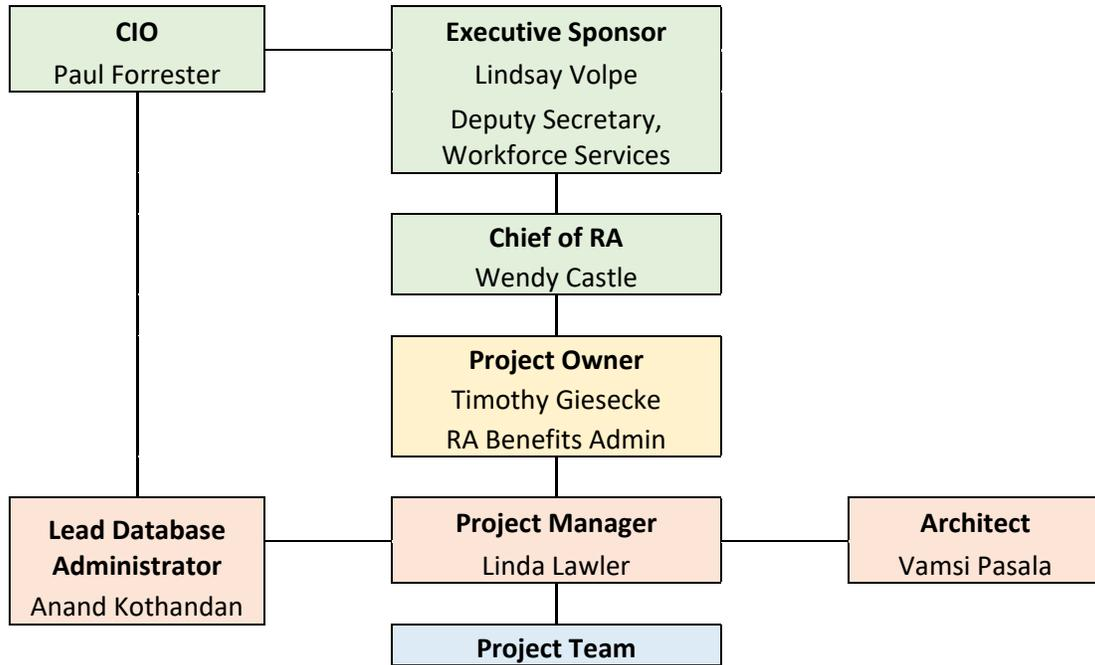 CIO
Paul Forrester
Executive Sponsor
Lindsay Volpe
Deputy Secretary,
Workforce Services
Chief of RA
Wendy Castle
Project Owner
Timothy Giesecke
RA Benefits Admin
Lead Database
Administrator
Anand Kothandan
Project Manager
Linda Lawler
Architect
Vamsi Pasala
Project Team